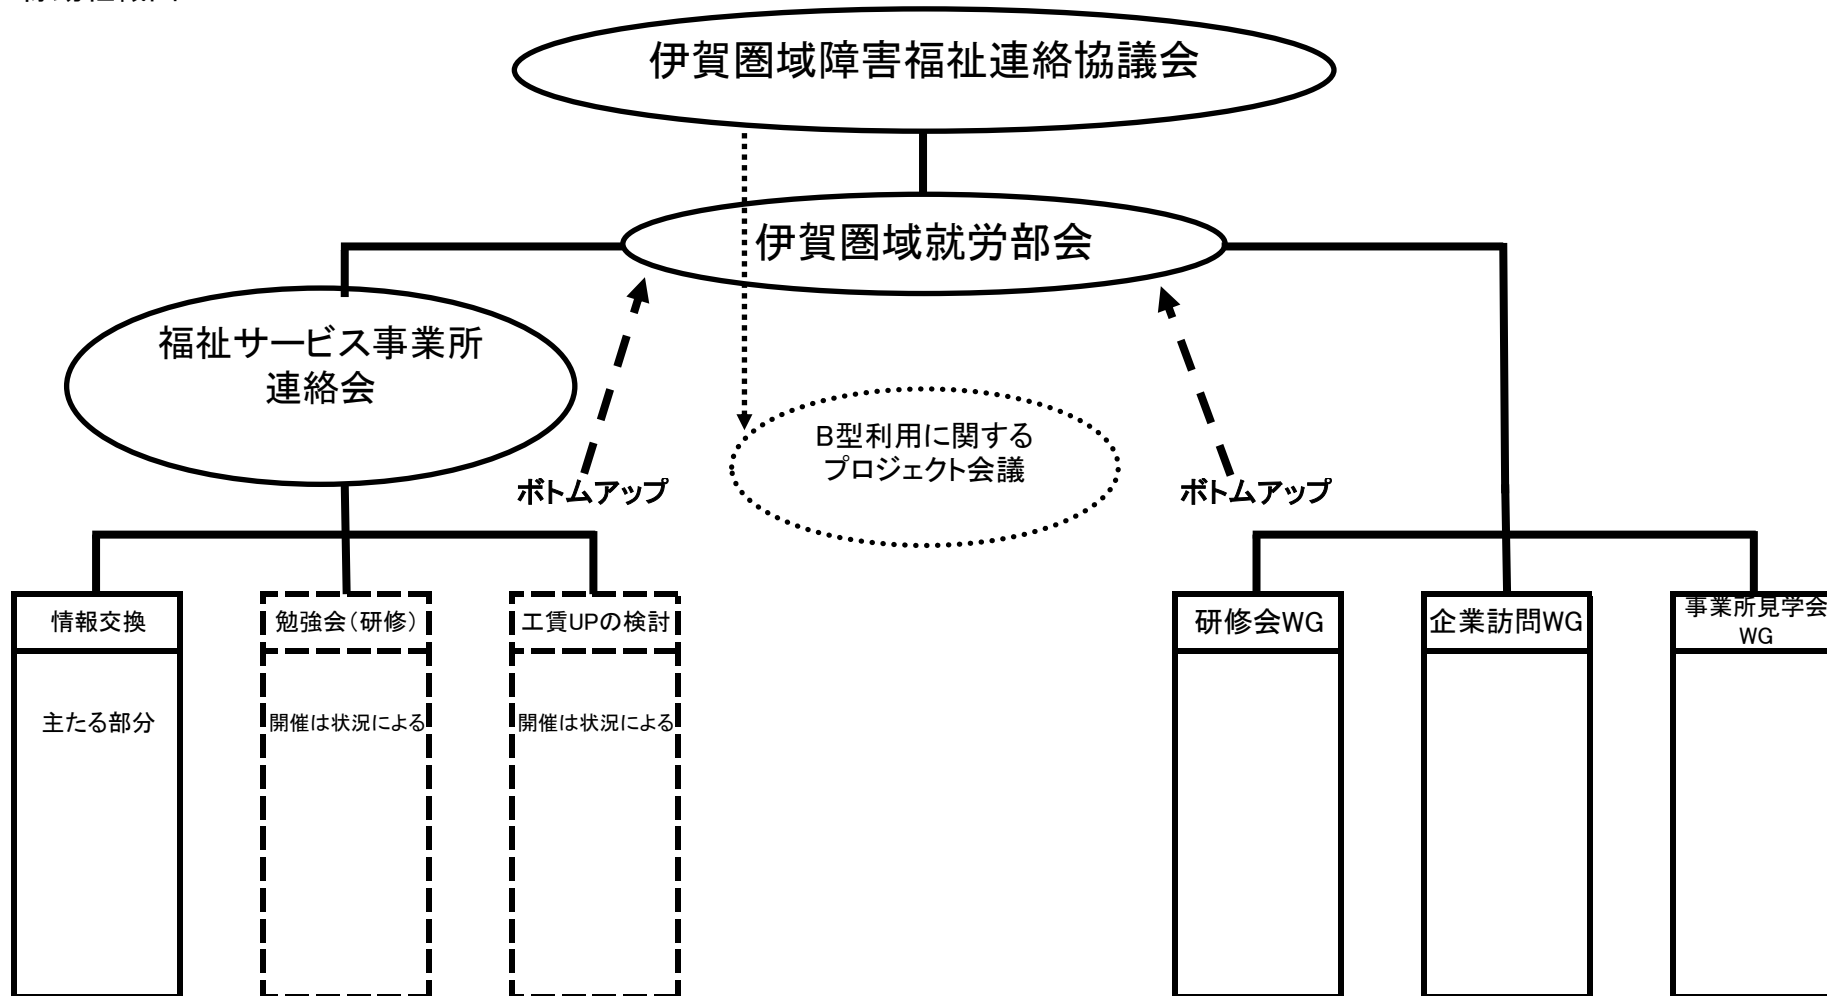 伊賀圏域障害福祉連絡協議会
伊賀圏域就労部会
福祉サービス事業所
連絡会
B型利用に関する
プロジェクト会議
ボトムアップ
ボトムアップ
情報交換
勉強会(研修)
工賃UPの検討
研修会WG
企業訪問WG
事業所見学会
WG
主たる部分
開催は状況による
開催は状況による